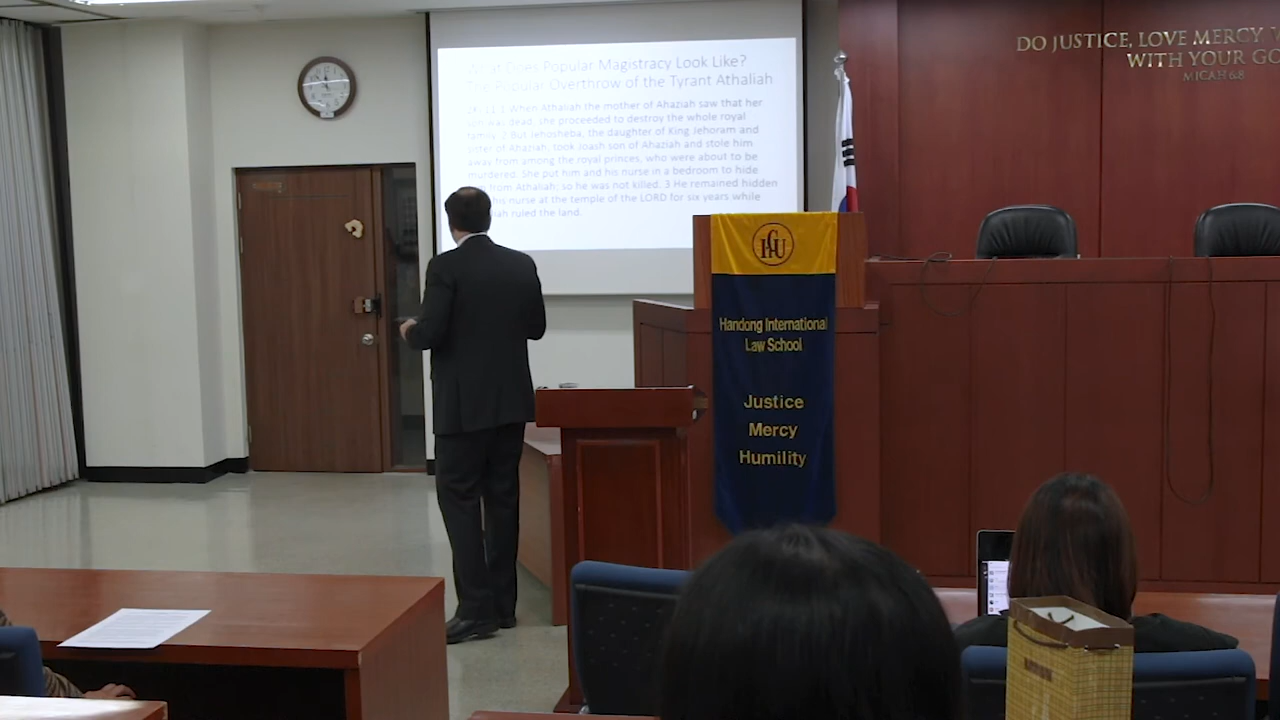 What Does Popular Magistracy Look Like?
The Popular Overthrow of the Tyrant Athaliah
2K 11 1 When Athaliah the mother of Ahaziah saw that her
son was dead, she proceeded to destroy the whole royal
family. 2 But Jehosheba, the daughter of King Jehoram and
sister of Ahaziah, took Joash son of Ahaziah and stole him
away from among the royal princes, who were about to be
murdered. She put him and his nurse in a bedroom to hide
from Athaliah; so he was not killed. 3 He remained hidden
his nurse at the temple of the LORD for six years while
ruled the land.
DO JUSTICE, LOVE MERCY
WITH YOUR GO
MICAH 6:8
HCU
Handong International
Law School
Justice
Mercy
Humility